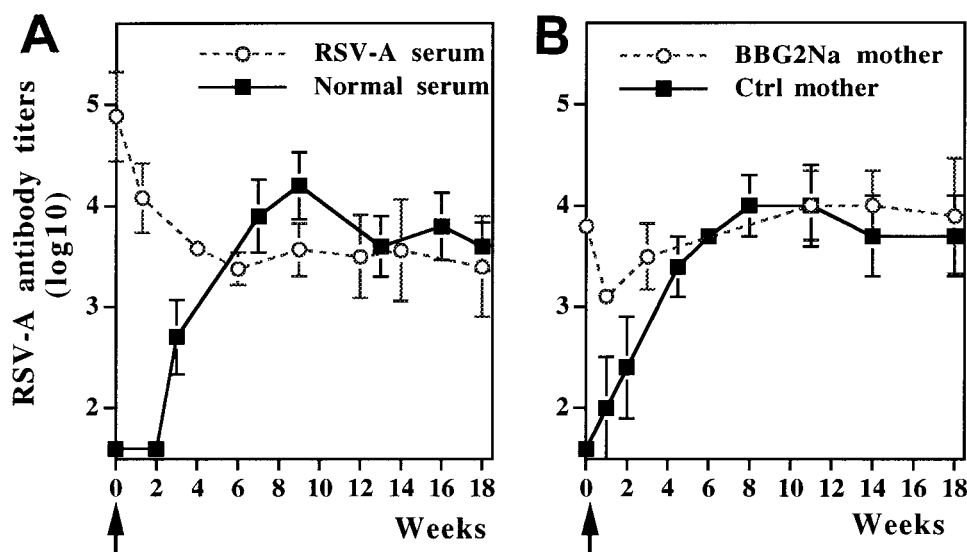 A
RSV-A serum
Normal serum
RSV-A antibody titers
(log10)
5
4
3
2
0 2 4 6 8 10 12 14 16 18
Weeks
B
BBG2Na mother
Ctrl mother
5
4
3
2
0 2 4 6 8 10 12 14 16 18
Weeks